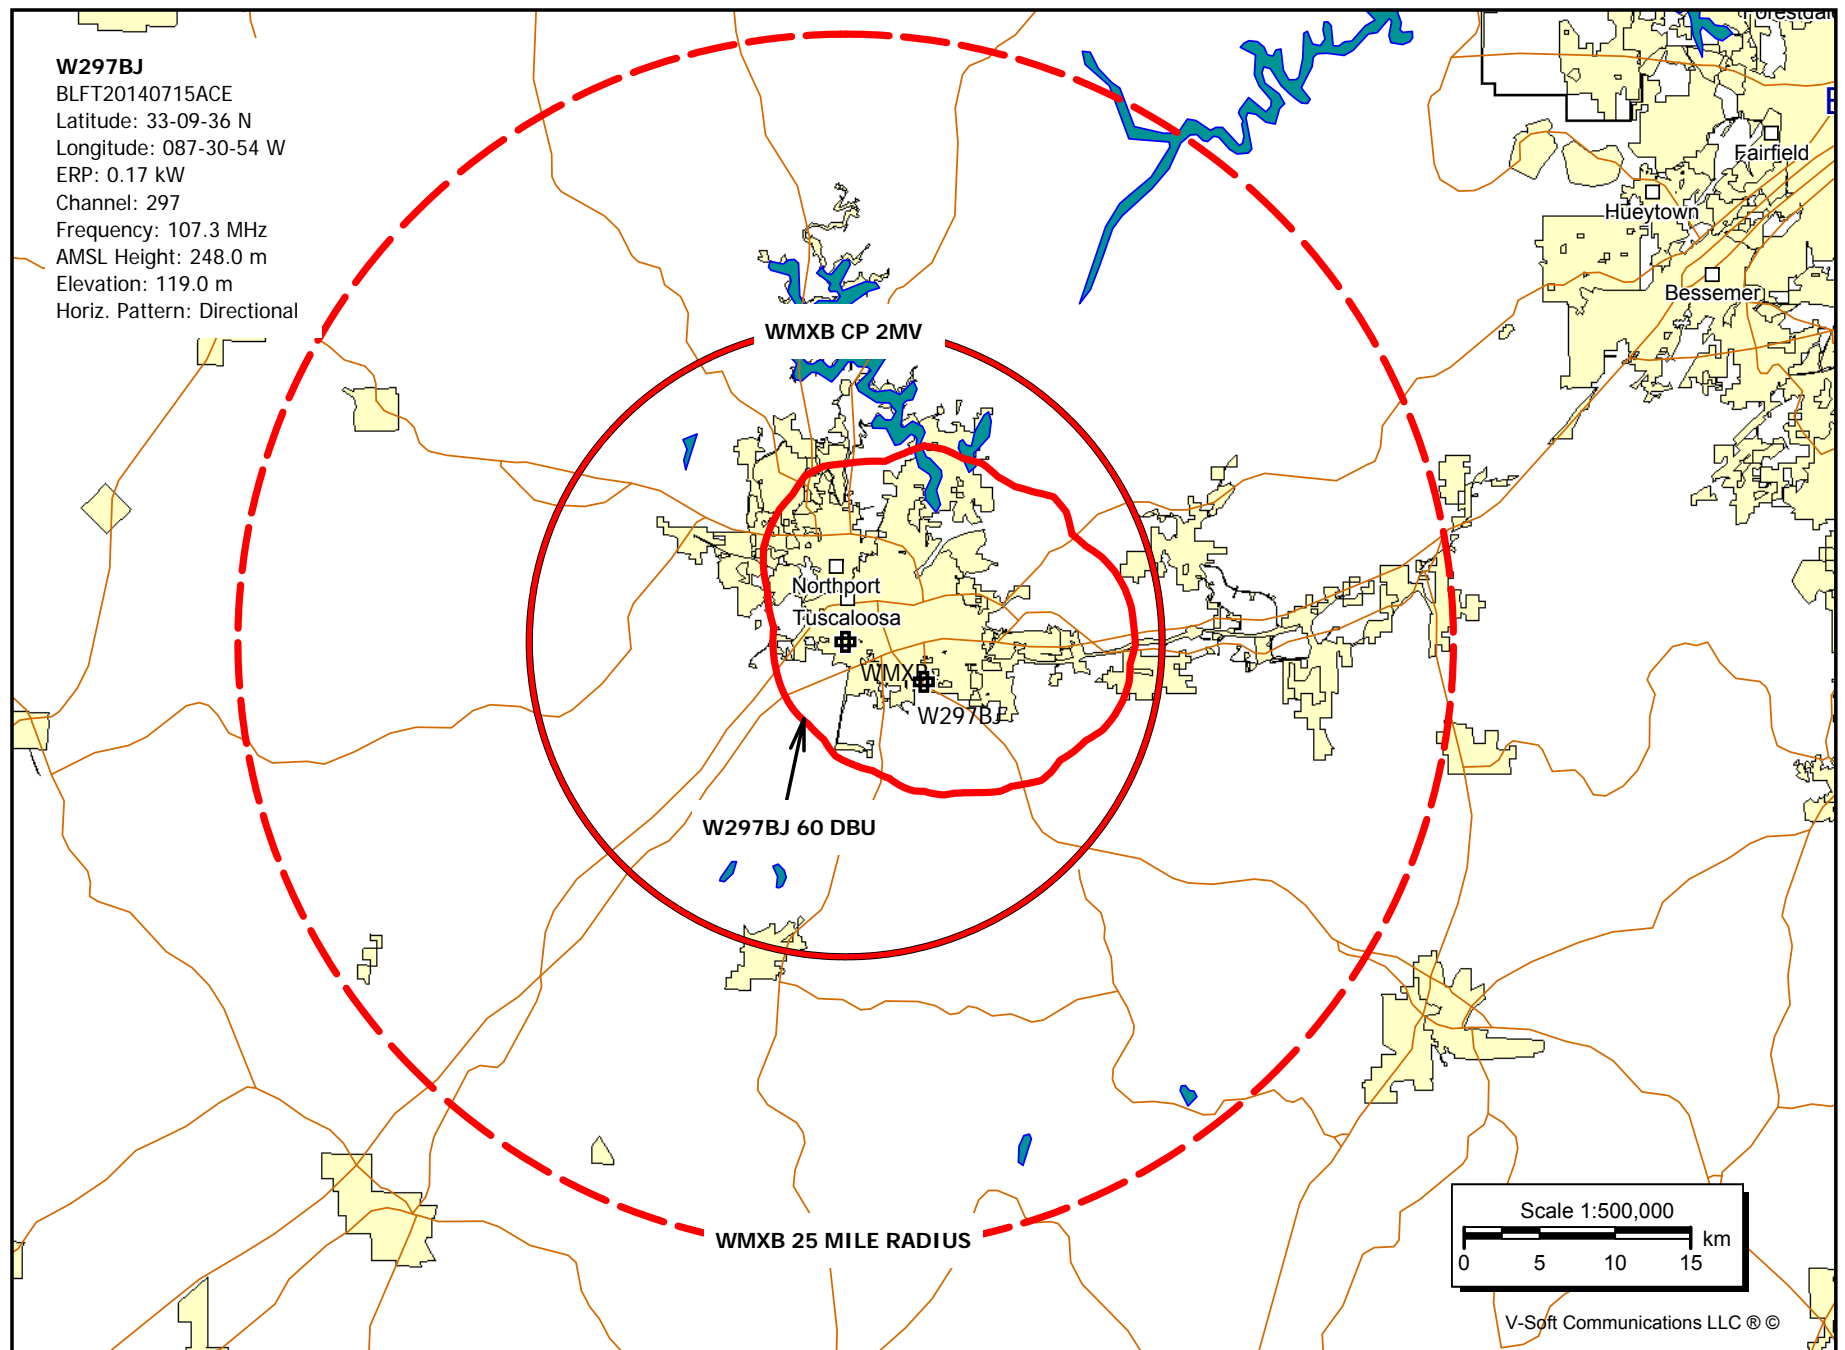 W297BJ
BLFT20140715ACE
Latitude: 33-09-36 N
Longitude: 087-30-54 W
ERP: 0.17 kW
Channel: 297
Frequency: 107.3 MHz
AMSL Height: 248.0 m
Elevation: 119.0 m
Horiz. Pattern: Directional
Fairfield
Hueytown
Bessemer
WMXB CP 2MV
Northport
Tuscaloosa
WMXB
W297BJ
W297BJ 60 DBU
WMXB 25 MILE RADIUS
Scale 1:500,000
km
0 5 10 15
V-Soft Communications LLC ® ©